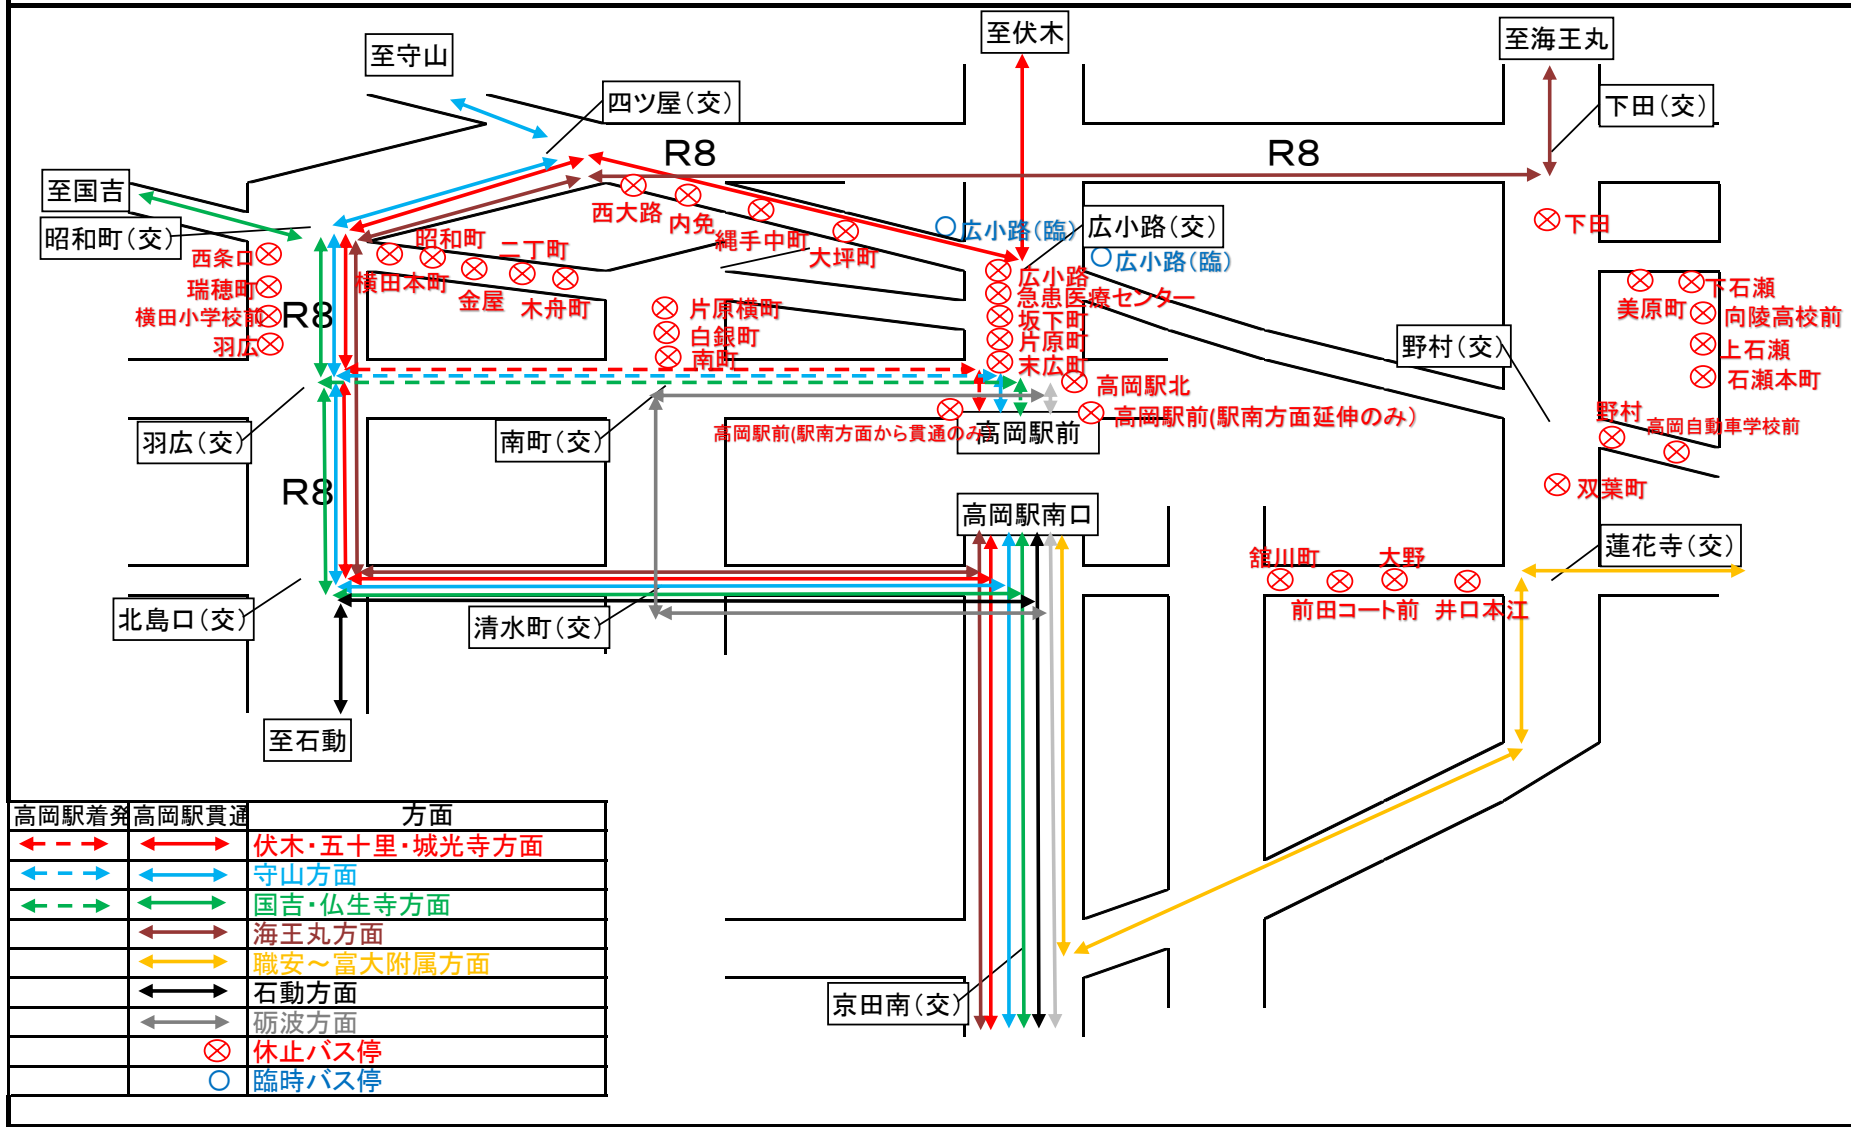 至伏木
至海王丸
至守山
四ツ屋（交）
下田（交）
R8
R8
至国吉
昭和町（交）
西大路
内免
縄手中町
大坪町
広小路（臨）
広小路（交）
広小路（臨）
下田
西条口
瑞穂町
横田小学校前
羽広
R8
昭和町
二丁町
横田本町
金屋
木舟町
片原横町
白銀町
南町
広小路
急患医療センター
坂下町
片原町
末広町
高岡駅北
高岡駅前(駅南方面延伸のみ）
高岡駅前(駅南方面から貫通のみ）
高岡駅前
野村（交）
美原町
下石瀬
向陵高校前
上石瀬
石瀬本町
野村
高岡自動車学校前
双葉町
羽広（交）
南町（交）
R8
高岡駅南口
舘川町
大野
前田コート前
井口本江
蓮花寺（交）
北島口（交）
清水町（交）
至石動
京田南（交）
高岡駅着発
高岡駅貫通
方面
伏木・五十里・城光寺方面
守山方面
国吉・仏生寺方面
海王丸方面
職安～富大附属方面
石動方面
砺波方面
休止バス停
臨時バス停